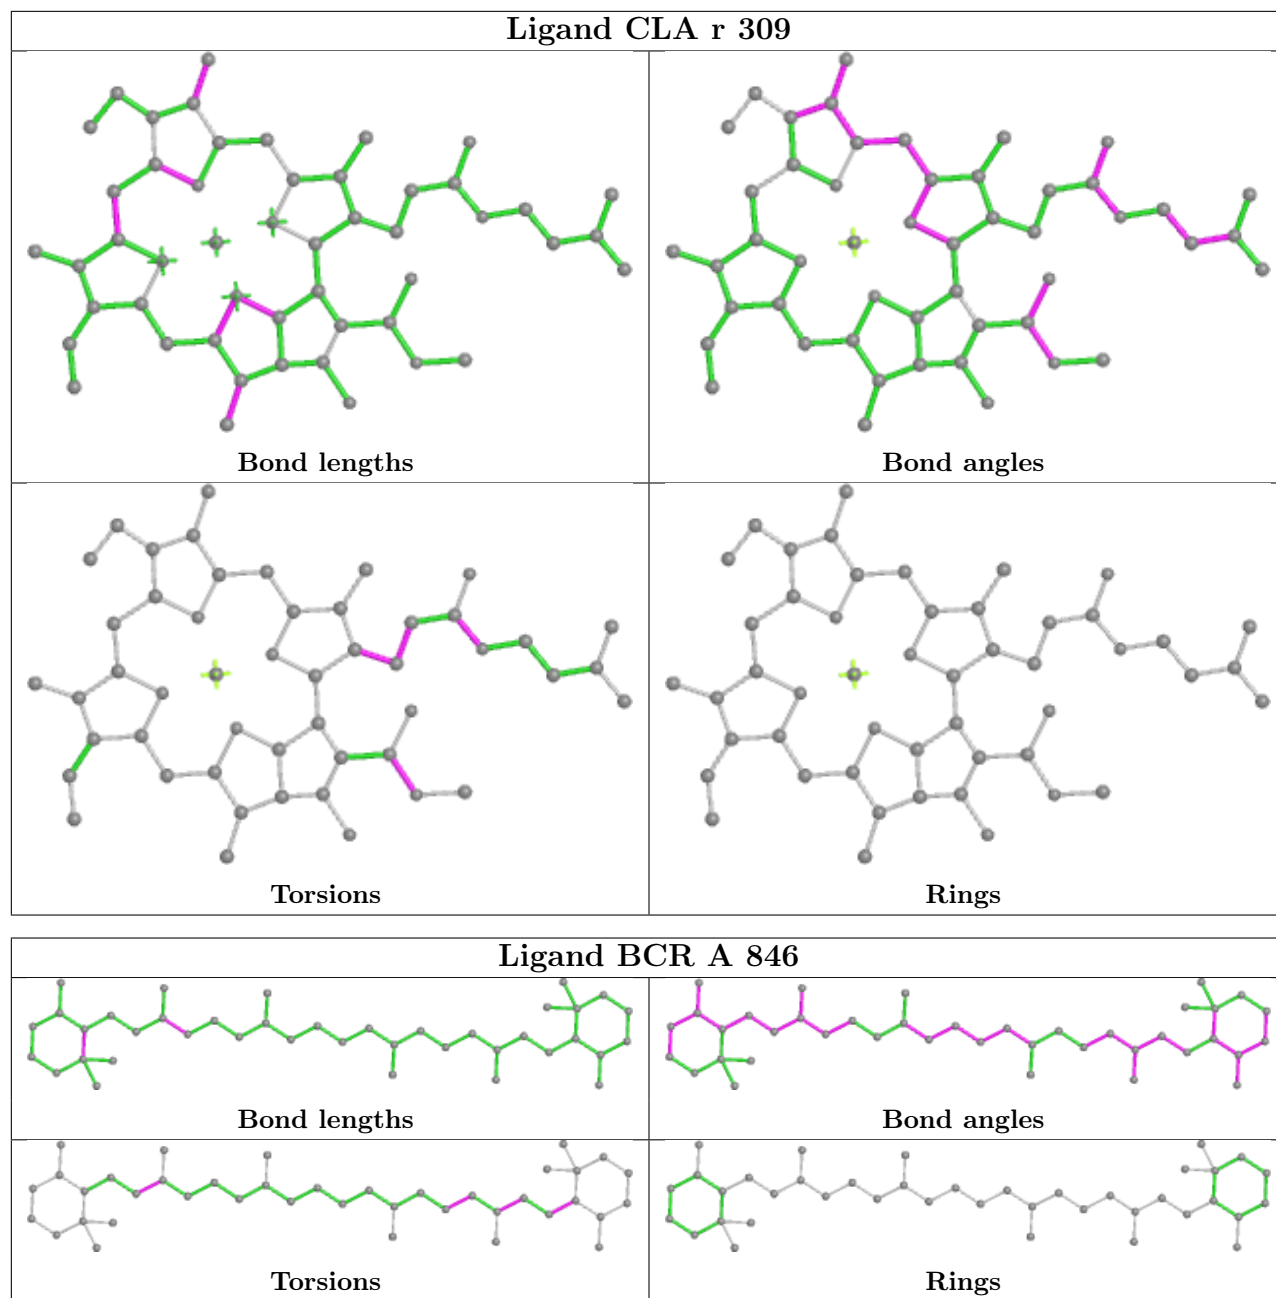 Ligand CLA r 309
Bond lengths
Bond angles
Torsions
Rings
Ligand BCR A 846
Bond lengths
Bond angles
Torsions
Rings